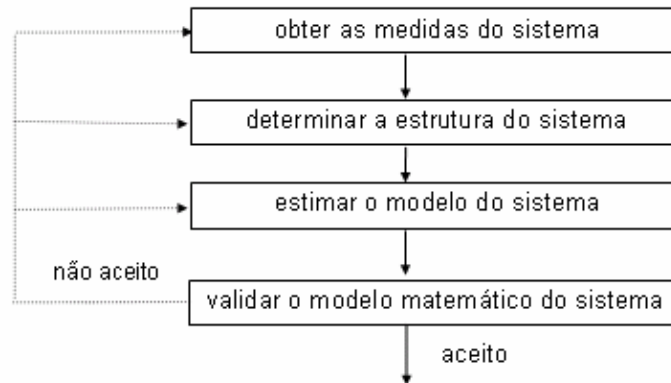 obter as medidas do sistema
determinar a estrutura do sistema
estimar o modelo do sistema
não aceito
validar o modelo matemático do sistema
aceito